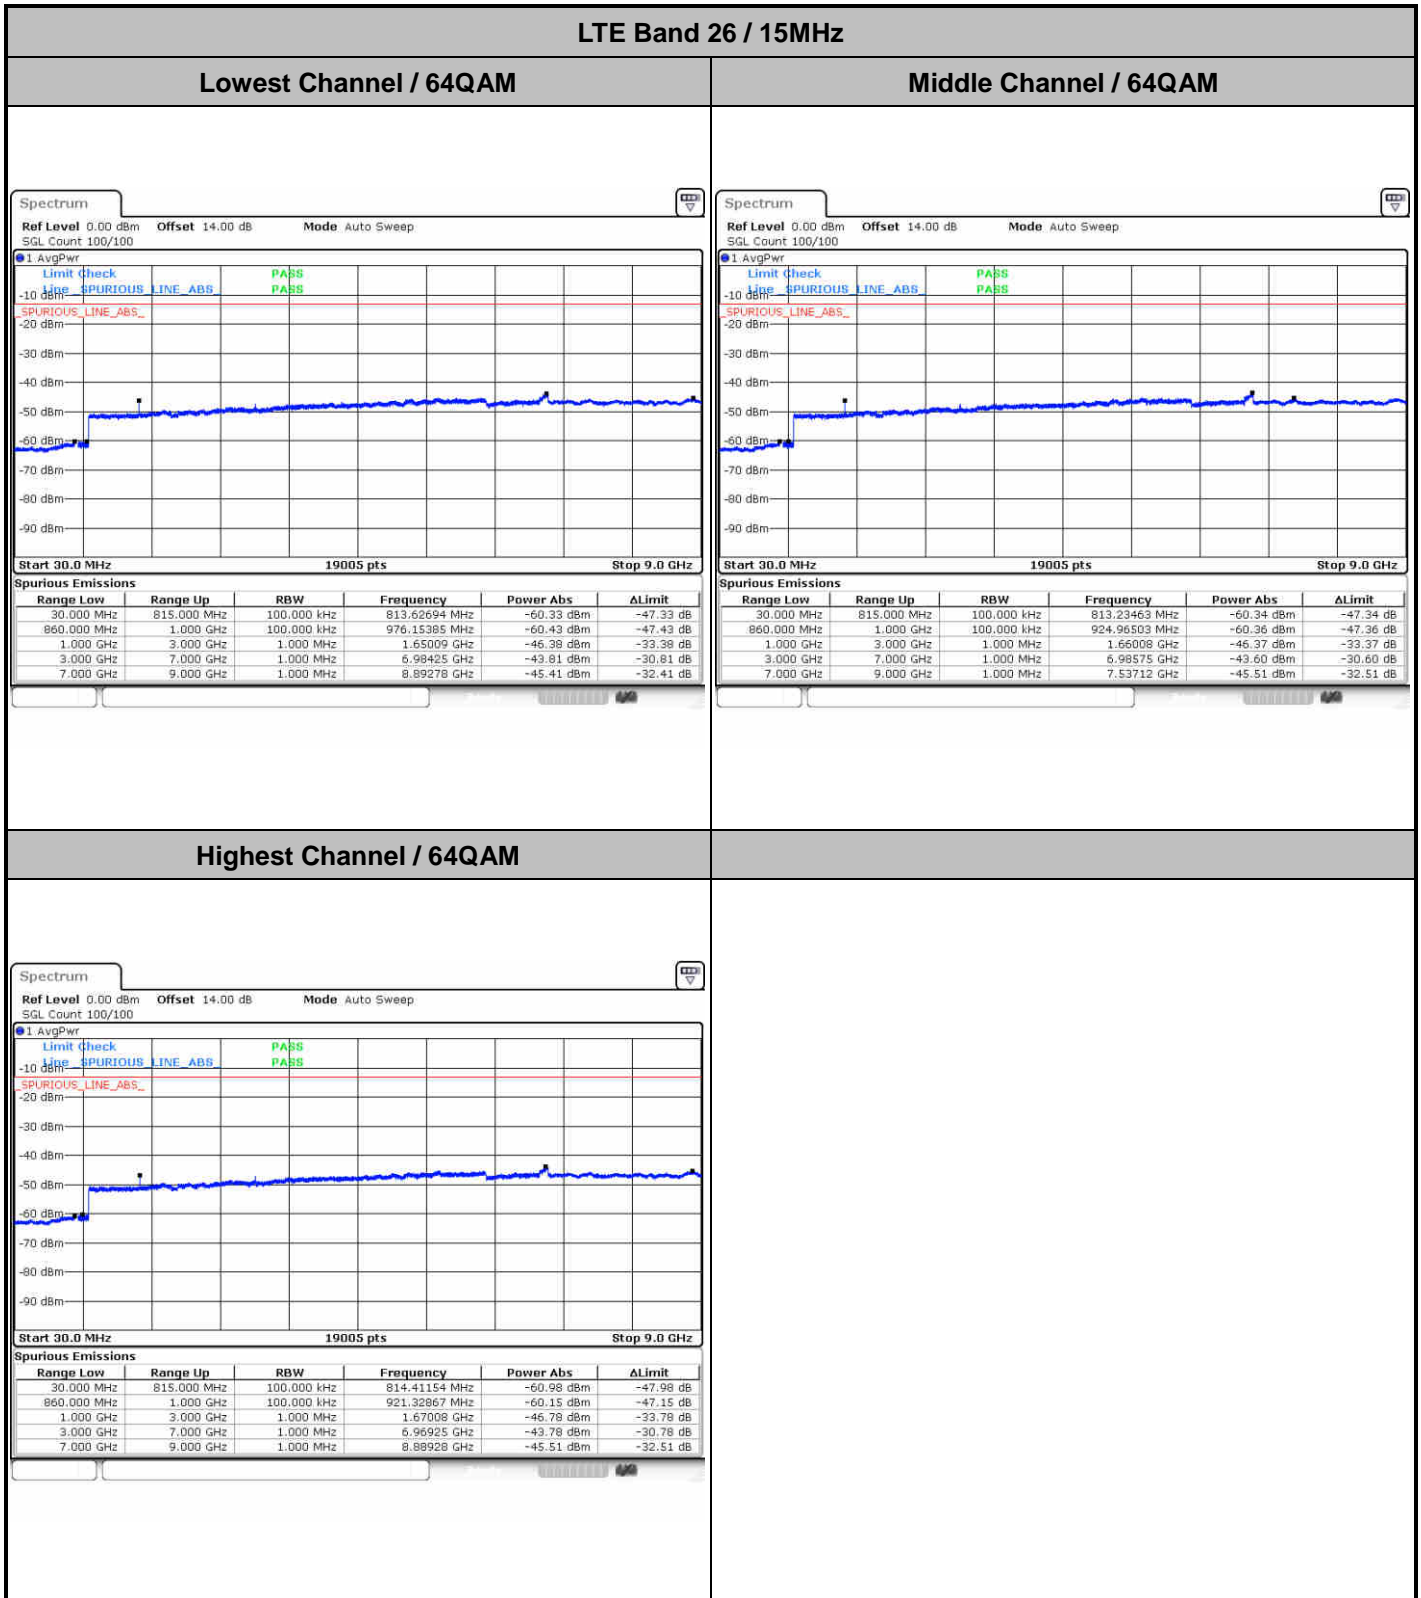 LTE Band 26 / 15MHz
Lowest Channel / 64QAM
Middle Channel / 64QAM
Spectrum
Ref Level 0.00 dBm Offset 14.00 dB Mode Auto Sweep
SGL Count 100/100
1 AvgPwr
Limit Check PASS
Line _SPURIOUS_LINE_ABS_ PASS
-10 dBm
_SPURIOUS_LINE_ABS_
-20 dBm
-30 dBm
-40 dBm
-50 dBm
-60 dBm
-70 dBm
-80 dBm
-90 dBm
Start 30.0 MHz 19005 pts Stop 9.0 GHz
Spurious Emissions
Range Low Range Up RBW Frequency Power Abs ΔLimit
30.000 MHz 815.000 MHz 100.000 kHz 813.62694 MHz -60.33 dBm -47.33 dB
860.000 MHz 1.000 GHz 100.000 kHz 976.15385 MHz -60.43 dBm -47.43 dB
1.000 GHz 3.000 GHz 1.000 MHz 1.65009 GHz -46.38 dBm -33.38 dB
3.000 GHz 7.000 GHz 1.000 MHz 6.98425 GHz -43.81 dBm -30.81 dB
7.000 GHz 9.000 GHz 1.000 MHz 8.89278 GHz -45.41 dBm -32.41 dB
Spectrum
Ref Level 0.00 dBm Offset 14.00 dB Mode Auto Sweep
SGL Count 100/100
1 AvgPwr
Limit Check PASS
Line _SPURIOUS_LINE_ABS_ PASS
-10 dBm
_SPURIOUS_LINE_ABS_
-20 dBm
-30 dBm
-40 dBm
-50 dBm
-60 dBm
-70 dBm
-80 dBm
-90 dBm
Start 30.0 MHz 19005 pts Stop 9.0 GHz
Spurious Emissions
Range Low Range Up RBW Frequency Power Abs ΔLimit
30.000 MHz 815.000 MHz 100.000 kHz 813.23463 MHz -60.34 dBm -47.34 dB
860.000 MHz 1.000 GHz 100.000 kHz 924.96503 MHz -60.36 dBm -47.36 dB
1.000 GHz 3.000 GHz 1.000 MHz 1.66008 GHz -46.37 dBm -33.37 dB
3.000 GHz 7.000 GHz 1.000 MHz 6.98575 GHz -43.60 dBm -30.60 dB
7.000 GHz 9.000 GHz 1.000 MHz 7.53712 GHz -45.51 dBm -32.51 dB
Highest Channel / 64QAM
Spectrum
Ref Level 0.00 dBm Offset 14.00 dB Mode Auto Sweep
SGL Count 100/100
1 AvgPwr
Limit Check PASS
Line _SPURIOUS_LINE_ABS_ PASS
-10 dBm
_SPURIOUS_LINE_ABS_
-20 dBm
-30 dBm
-40 dBm
-50 dBm
-60 dBm
-70 dBm
-80 dBm
-90 dBm
Start 30.0 MHz 19005 pts Stop 9.0 GHz
Spurious Emissions
Range Low Range Up RBW Frequency Power Abs ΔLimit
30.000 MHz 815.000 MHz 100.000 kHz 814.41154 MHz -60.98 dBm -47.98 dB
860.000 MHz 1.000 GHz 100.000 kHz 921.32867 MHz -60.15 dBm -47.15 dB
1.000 GHz 3.000 GHz 1.000 MHz 1.67008 GHz -46.78 dBm -33.78 dB
3.000 GHz 7.000 GHz 1.000 MHz 6.96925 GHz -43.78 dBm -30.78 dB
7.000 GHz 9.000 GHz 1.000 MHz 8.88928 GHz -45.51 dBm -32.51 dB